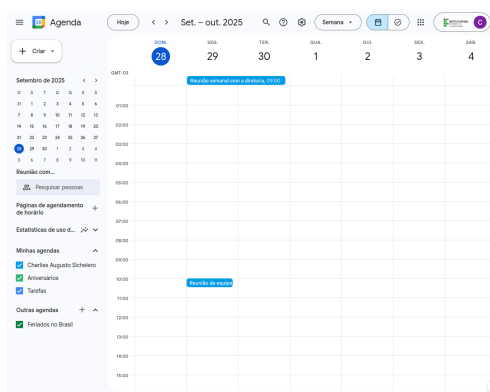 Agenda
Hoje
Set. – out. 2025
Semana
C
+ Criar
Setembro de 2025
D S T Q Q S S
31 1 2 3 4 5 6
7 8 9 10 11 12 13
14 15 16 17 18 19 20
21 22 23 24 25 26 27
28 29 30 1 2 3 4
5 6 7 8 9 10 11
Reunião com...
Pesquisar pessoas
Páginas de agendamento
de horário
Estatísticas de uso d...
Minhas agendas
Charlies Augusto Sichelero
Aniversários
Tarefas
Outras agendas
Feriados no Brasil
DOM. SEG. TER. QUA. QUI. SEX. SÁB.
28 29 30 1 2 3 4
GMT-03
Reunião semanal com a diretoria, 09:00
01:00
02:00
03:00
04:00
05:00
06:00
07:00
08:00
09:00
10:00
Reunião de equipe
11:00
12:00
13:00
14:00
15:00